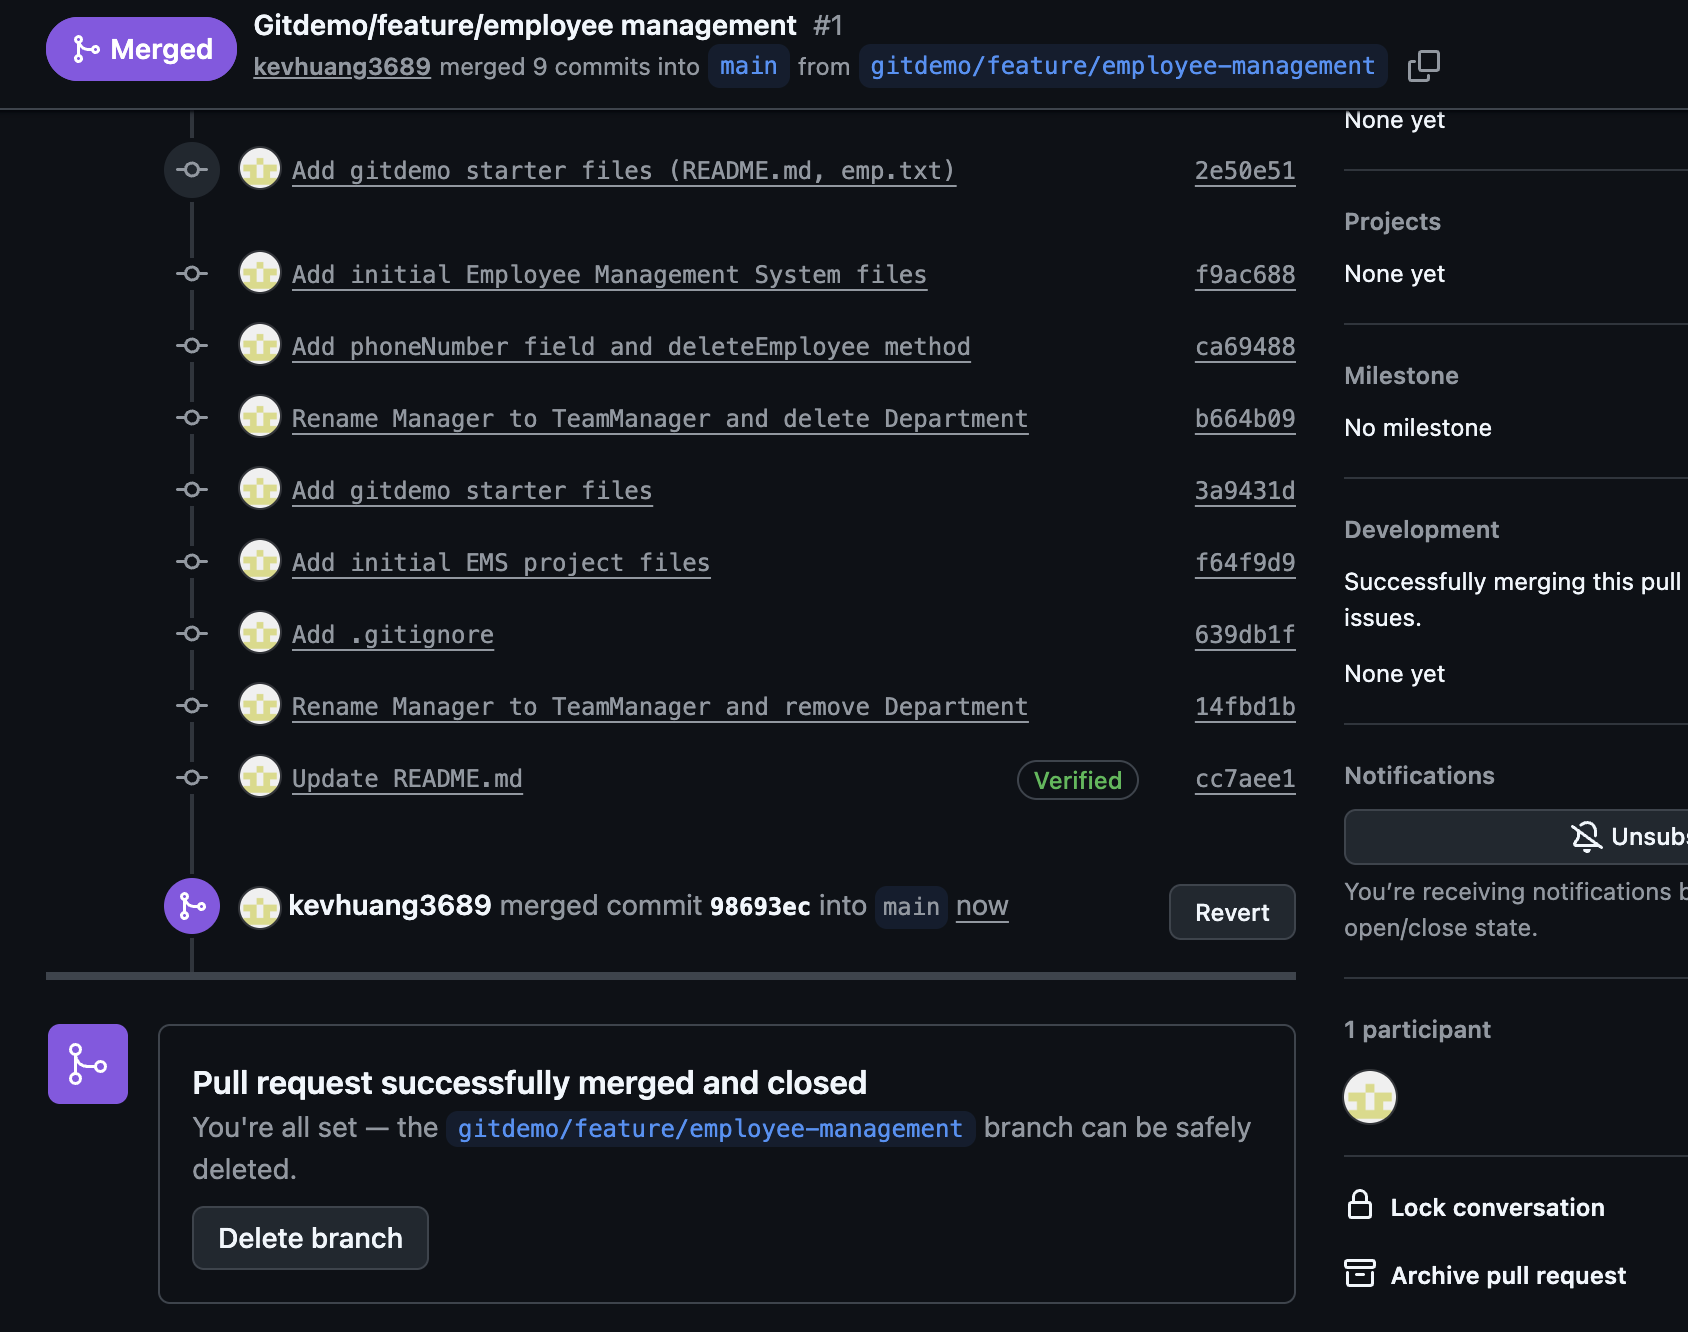 Merged
Gitdemo/feature/employee management #1
kevhuang3689 merged 9 commits into main from gitdemo/feature/employee-management
None yet
Add gitdemo starter files (README.md, emp.txt) 2e50e51
Add initial Employee Management System files f9ac688
Add phoneNumber field and deleteEmployee method ca69488
Rename Manager to TeamManager and delete Department b664b09
Add gitdemo starter files 3a9431d
Add initial EMS project files f64f9d9
Add .gitignore 639db1f
Rename Manager to TeamManager and remove Department 14fbd1b
Update README.md Verified cc7aee1
kevhuang3689 merged commit 98693ec into main now Revert
Pull request successfully merged and closed
You're all set — the gitdemo/feature/employee-management branch can be safely
deleted.
Delete branch
Projects
None yet
Milestone
No milestone
Development
Successfully merging this pull
issues.
None yet
Notifications
Unsubs
You’re receiving notifications b
open/close state.
1 participant
Lock conversation
Archive pull request